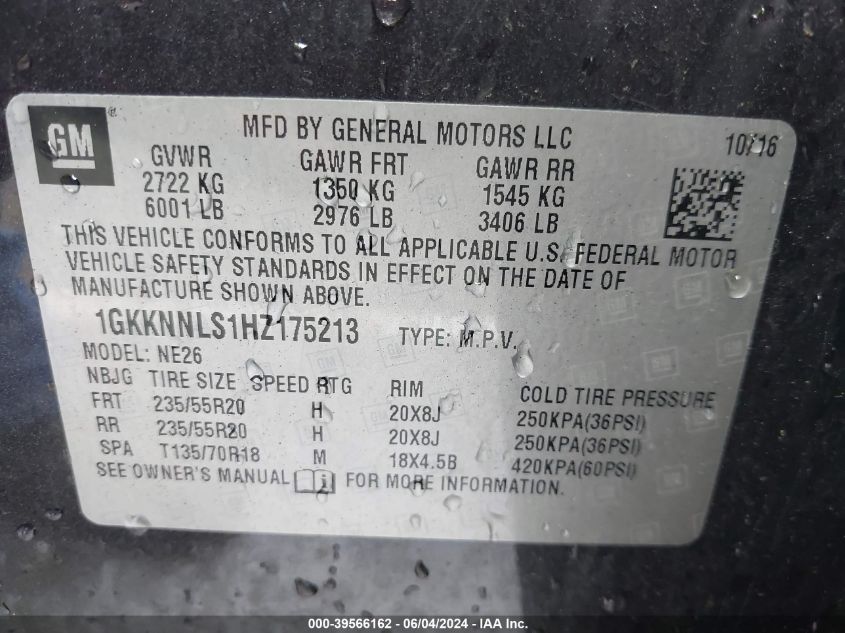 GM ®
MFD BY GENERAL MOTORS LLC 10/16
GVWR GAWR FRT GAWR RR
2722 KG 1350 KG 1545 KG
6001 LB 2976 LB 3406 LB
THIS VEHICLE CONFORMS TO ALL APPLICABLE U.S. FEDERAL MOTOR
VEHICLE SAFETY STANDARDS IN EFFECT ON THE DATE OF
MANUFACTURE SHOWN ABOVE.
1GKKNNLS1HZ175213 TYPE: M.P.V.
MODEL: NE26
NBJG TIRE SIZE SPEED RTG RIM COLD TIRE PRESSURE
FRT 235/55R20 H 20X8J 250KPA(36PSI)
RR 235/55R20 H 20X8J 250KPA(36PSI)
SPA T135/70R18 M 18X4.5B 420KPA(60PSI)
SEE OWNER'S MANUAL FOR MORE INFORMATION.
000-39566162 - 06/04/2024 - IAA Inc.